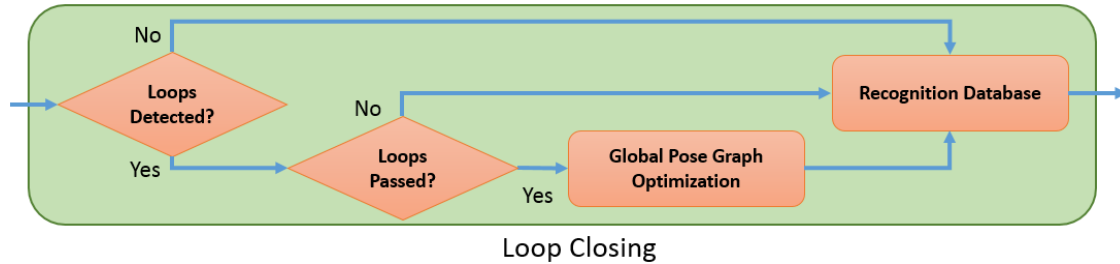 No
Loops
Detected?
Yes
No
Loops
Passed?
Yes
Global Pose Graph
Optimization
Recognition Database
Loop Closing